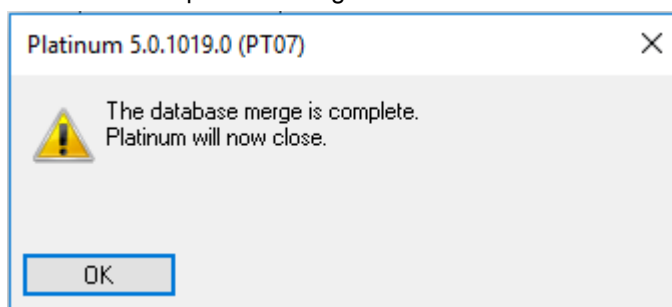 Platinum 5.0.1019.0 (PT07)
The database merge is complete.
Platinum will now close.
OK